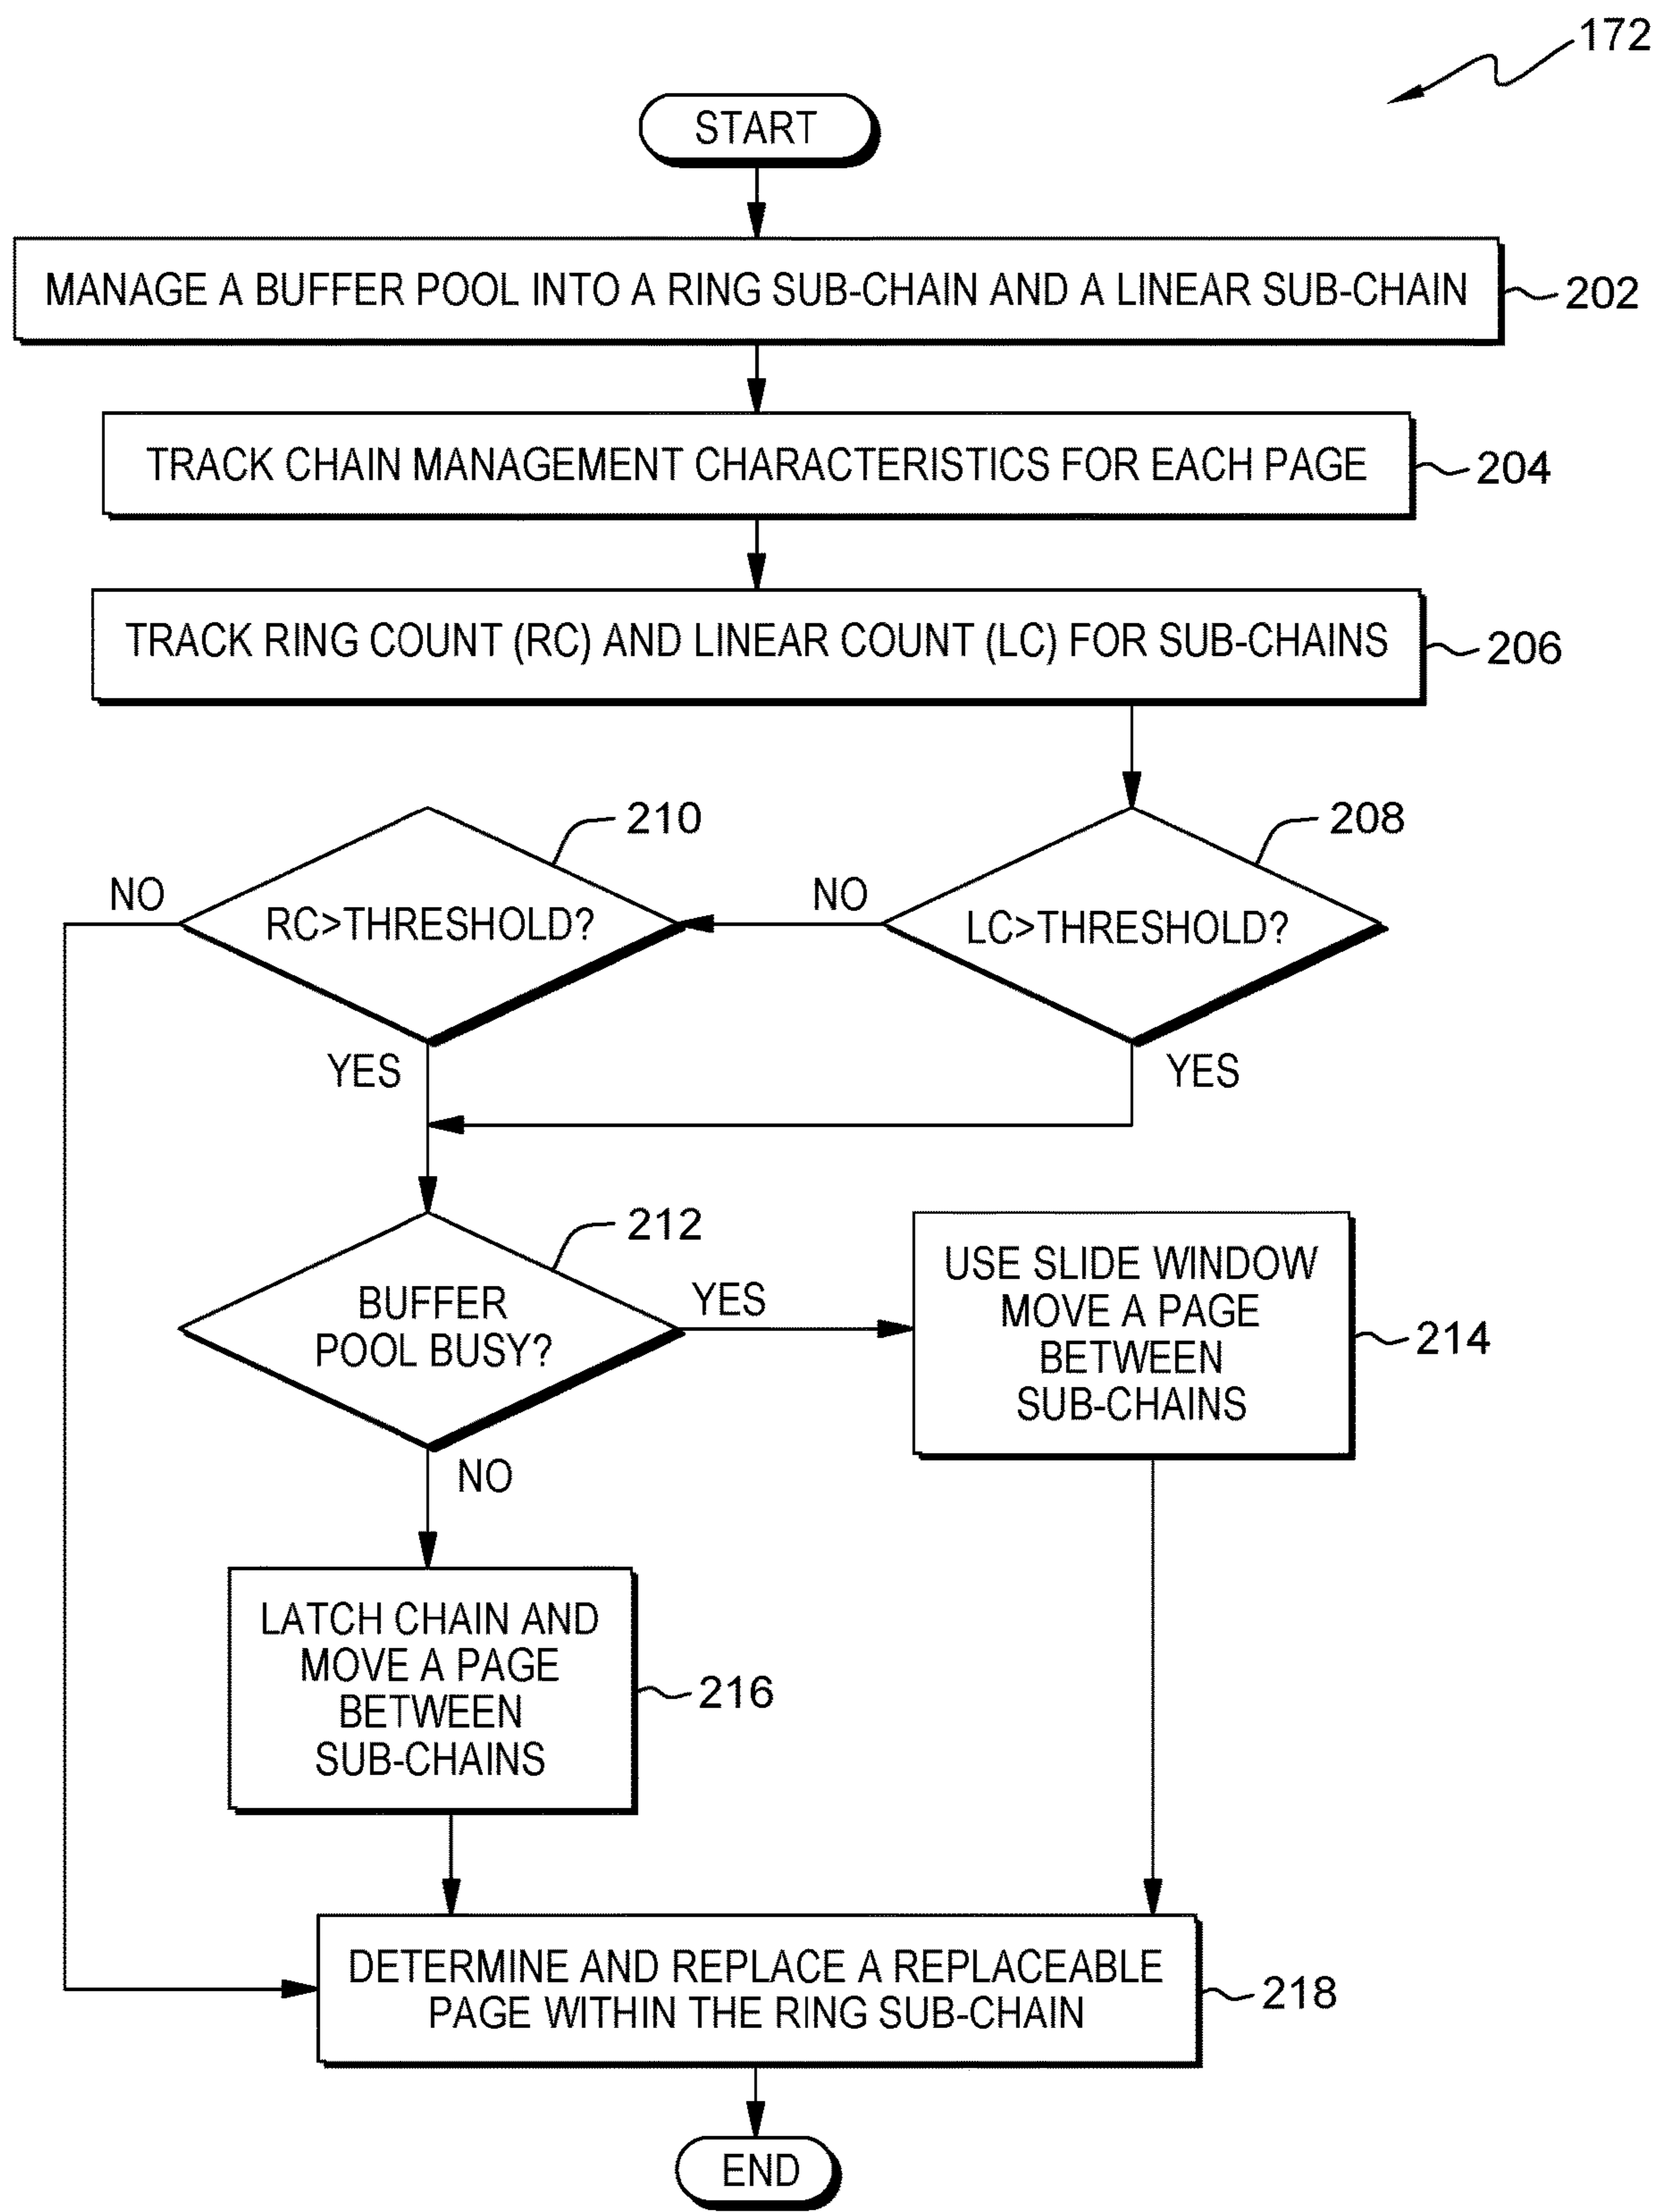 172
START
MANAGE A BUFFER POOL INTO A RING SUB-CHAIN AND A LINEAR SUB-CHAIN
202
TRACK CHAIN MANAGEMENT CHARACTERISTICS FOR EACH PAGE
204
TRACK RING COUNT (RC) AND LINEAR COUNT (LC) FOR SUB-CHAINS
206
210
208
NO
RC>THRESHOLD?
NO
LC>THRESHOLD?
YES
YES
212
BUFFER
POOL BUSY?
YES
USE SLIDE WINDOW
MOVE A PAGE
BETWEEN
SUB-CHAINS
214
NO
LATCH CHAIN AND
MOVE A PAGE
BETWEEN
SUB-CHAINS
216
DETERMINE AND REPLACE A REPLACEABLE
PAGE WITHIN THE RING SUB-CHAIN
218
END